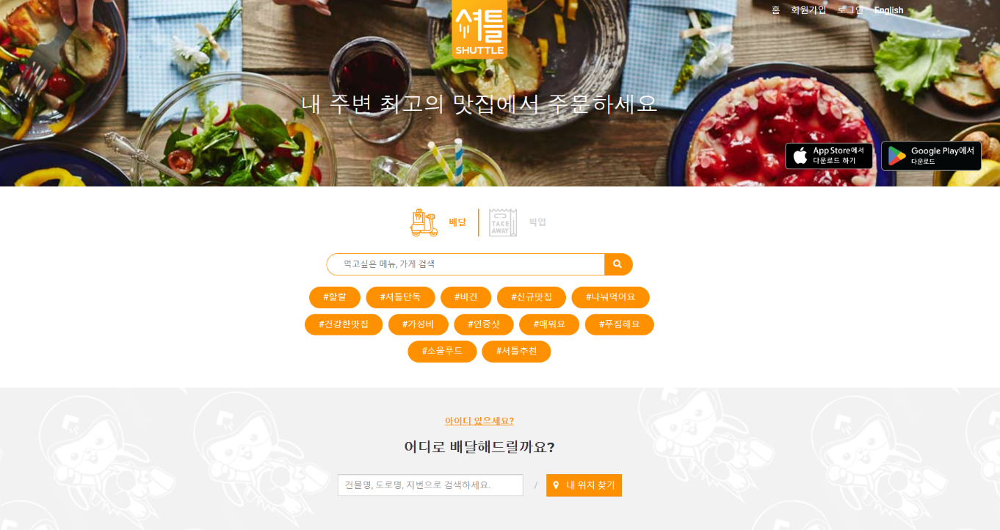 홈 회원가입 로그인 English
셔틀
SHUTTLE
내 주변 최고의 맛집에서 주문하세요
App Store에서
다운로드 하기
Google Play에서
다운로드
배달
TAKE
AWAY
픽업
먹고싶은 메뉴, 가게 검색
#할랄 #셔틀단독 #비건 #신규맛집 #나눠먹어요
#건강한맛집 #가성비 #인증샷 #매워요 #푸짐해요
#소울푸드 #셔틀추천
아이디 있으세요?
어디로 배달해드릴까요?
건물명, 도로명, 지번으로 검색하세요. / 내 위치 찾기